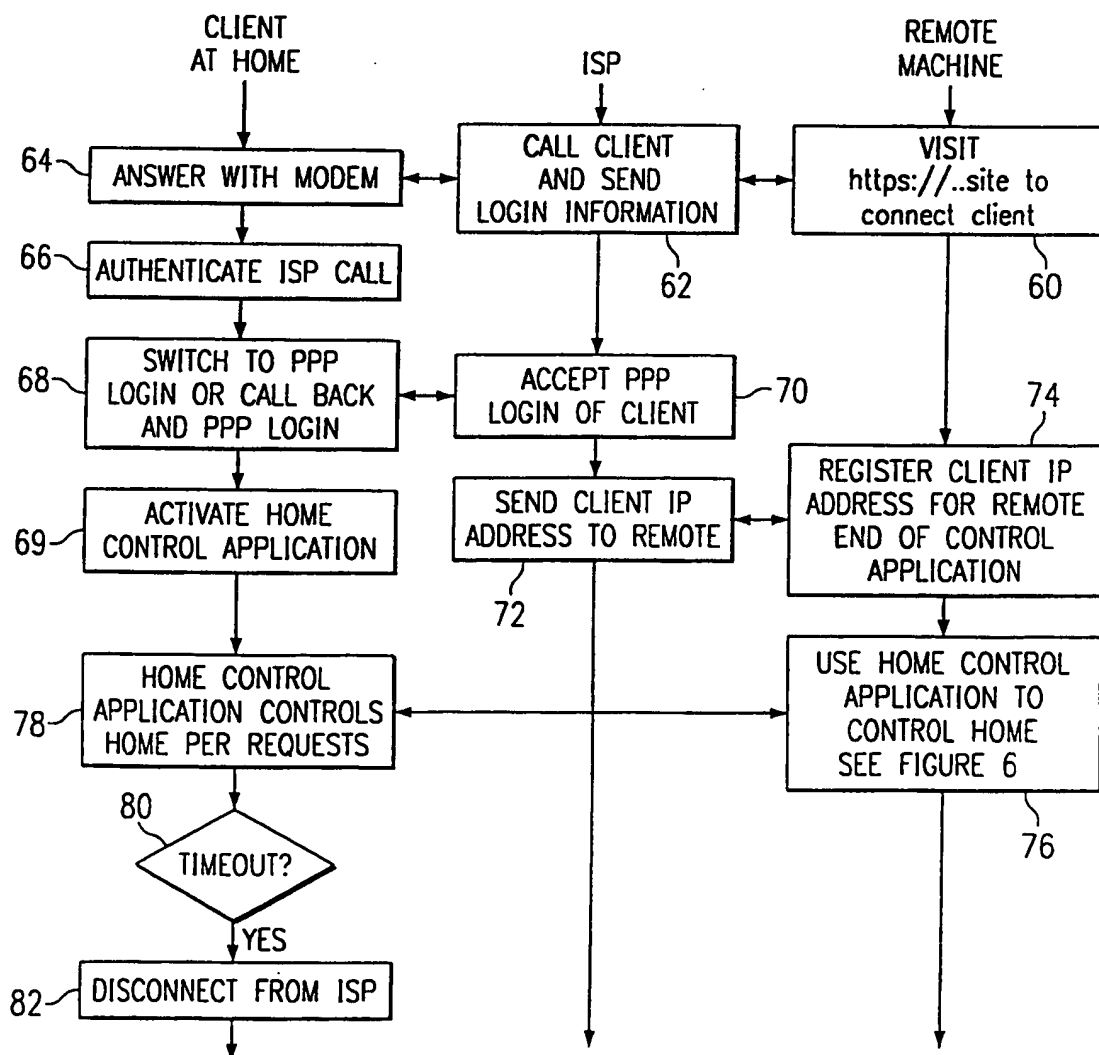 CLIENT
AT HOME
ISP
REMOTE
MACHINE
64
ANSWER WITH MODEM
CALL CLIENT
AND SEND
LOGIN INFORMATION
62
VISIT
https://..site to
connect client
60
66
AUTHENTICATE ISP CALL
68
SWITCH TO PPP
LOGIN OR CALL BACK
AND PPP LOGIN
ACCEPT PPP
LOGIN OF CLIENT
70
74
69
ACTIVATE HOME
CONTROL APPLICATION
SEND CLIENT IP
ADDRESS TO REMOTE
72
REGISTER CLIENT IP
ADDRESS FOR REMOTE
END OF CONTROL
APPLICATION
78
HOME CONTROL
APPLICATION CONTROLS
HOME PER REQUESTS
USE HOME CONTROL
APPLICATION TO
CONTROL HOME
SEE FIGURE 6
76
80
TIMEOUT?
YES
82
DISCONNECT FROM ISP